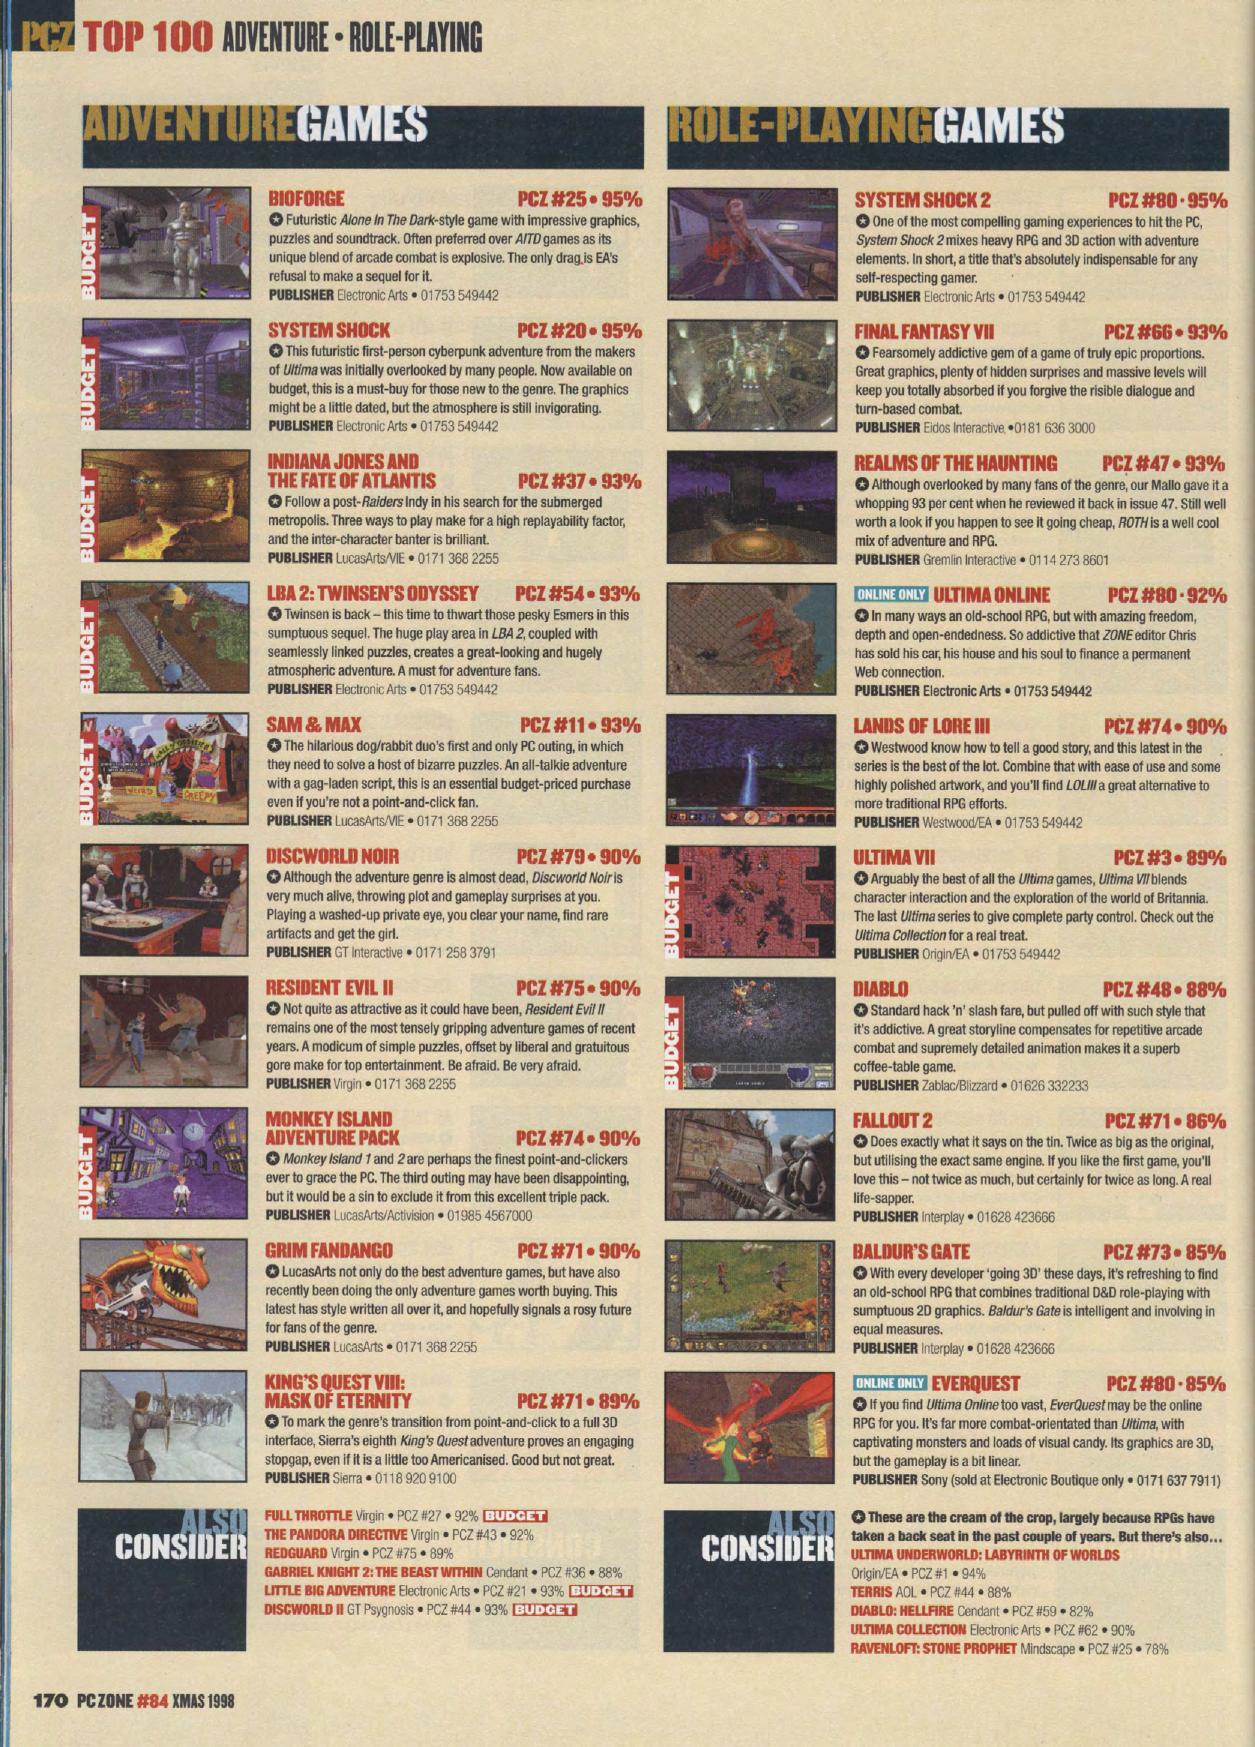 PCZ TOP 100 ADVENTURE • ROLE-PLAYING
ADVENTUREGAMES
BUDGET
BIOFORGE PCZ #25 • 95%
Futuristic Alone In The Dark-style game with impressive graphics,
puzzles and soundtrack. Often preferred over AITD games as its
unique blend of arcade combat is explosive. The only drag is EA's
refusal to make a sequel for it.
PUBLISHER Electronic Arts • 01753 549442
BUDGET
SYSTEM SHOCK PCZ #20 • 95%
This futuristic first-person cyberpunk adventure from the makers
of Ultima was initially overlooked by many people. Now available on
budget, this is a must-buy for those new to the genre. The graphics
might be a little dated, but the atmosphere is still invigorating.
PUBLISHER Electronic Arts • 01753 549442
BUDGET
INDIANA JONES AND
THE FATE OF ATLANTIS PCZ #37 • 93%
Follow a post-Raiders Indy in his search for the submerged
metropolis. Three ways to play make for a high replayability factor,
and the inter-character banter is brilliant.
PUBLISHER LucasArts/VIE • 0171 368 2255
BUDGET
LBA 2: TWINSEN'S ODYSSEY PCZ #54 • 93%
Twinsen is back – this time to thwart those pesky Esmers in this
sumptuous sequel. The huge play area in LBA 2, coupled with
seamlessly linked puzzles, creates a great-looking and hugely
atmospheric adventure. A must for adventure fans.
PUBLISHER Electronic Arts • 01753 549442
BUDGET
WEIRD CREEPY
SAM & MAX PCZ #11 • 93%
The hilarious dog/rabbit duo's first and only PC outing, in which
they need to solve a host of bizarre puzzles. An all-talkie adventure
with a gag-laden script, this is an essential budget-priced purchase
even if you're not a point-and-click fan.
PUBLISHER LucasArts/VIE • 0171 368 2255
DISCWORLD NOIR PCZ #79 • 90%
Although the adventure genre is almost dead, Discworld Noir is
very much alive, throwing plot and gameplay surprises at you.
Playing a washed-up private eye, you clear your name, find rare
artifacts and get the girl.
PUBLISHER GT Interactive • 0171 258 3791
RESIDENT EVIL II PCZ #75 • 90%
Not quite as attractive as it could have been, Resident Evil II
remains one of the most tensely gripping adventure games of recent
years. A modicum of simple puzzles, offset by liberal and gratuitous
gore make for top entertainment. Be afraid. Be very afraid.
PUBLISHER Virgin • 0171 368 2255
BUDGET
MONKEY ISLAND
ADVENTURE PACK PCZ #74 • 90%
Monkey Island 1 and 2 are perhaps the finest point-and-clickers
ever to grace the PC. The third outing may have been disappointing,
but it would be a sin to exclude it from this excellent triple pack.
PUBLISHER LucasArts/Activision • 01985 4567000
GRIM FANDANGO PCZ #71 • 90%
LucasArts not only do the best adventure games, but have also
recently been doing the only adventure games worth buying. This
latest has style written all over it, and hopefully signals a rosy future
for fans of the genre.
PUBLISHER LucasArts • 0171 368 2255
KING'S QUEST VIII:
MASK OF ETERNITY PCZ #71 • 89%
To mark the genre's transition from point-and-click to a full 3D
interface, Sierra's eighth King's Quest adventure proves an engaging
stopgap, even if it is a little too Americanised. Good but not great.
PUBLISHER Sierra • 0118 920 9100
ALSO
CONSIDER
FULL THROTTLE Virgin • PCZ #27 • 92% BUDGET
THE PANDORA DIRECTIVE Virgin • PCZ #43 • 92%
REDGUARD Virgin • PCZ #75 • 89%
GABRIEL KNIGHT 2: THE BEAST WITHIN Cendant • PCZ #36 • 88%
LITTLE BIG ADVENTURE Electronic Arts • PCZ #21 • 93% BUDGET
DISCWORLD II GT Psygnosis • PCZ #44 • 93% BUDGET
ROLE-PLAYINGGAMES
SYSTEM SHOCK 2 PCZ #80 • 95%
One of the most compelling gaming experiences to hit the PC,
System Shock 2 mixes heavy RPG and 3D action with adventure
elements. In short, a title that's absolutely indispensable for any
self-respecting gamer.
PUBLISHER Electronic Arts • 01753 549442
FINAL FANTASY VII PCZ #66 • 93%
Fearsomely addictive gem of a game of truly epic proportions.
Great graphics, plenty of hidden surprises and massive levels will
keep you totally absorbed if you forgive the risible dialogue and
turn-based combat.
PUBLISHER Eidos Interactive, •0181 636 3000
REALMS OF THE HAUNTING PCZ #47 • 93%
Although overlooked by many fans of the genre, our Mallo gave it a
whopping 93 per cent when he reviewed it back in issue 47. Still well
worth a look if you happen to see it going cheap, ROTH is a well cool
mix of adventure and RPG.
PUBLISHER Gremlin Interactive • 0114 273 8601
ONLINE ONLY ULTIMA ONLINE PCZ #80 • 92%
In many ways an old-school RPG, but with amazing freedom,
depth and open-endedness. So addictive that ZONE editor Chris
has sold his car, his house and his soul to finance a permanent
Web connection.
PUBLISHER Electronic Arts • 01753 549442
LANDS OF LORE III PCZ #74 • 90%
Westwood know how to tell a good story, and this latest in the
series is the best of the lot. Combine that with ease of use and some
highly polished artwork, and you'll find LOLIII a great alternative to
more traditional RPG efforts.
PUBLISHER Westwood/EA • 01753 549442
BUDGET
ULTIMA VII PCZ #3 • 89%
Arguably the best of all the Ultima games, Ultima VII blends
character interaction and the exploration of the world of Britannia.
The last Ultima series to give complete party control. Check out the
Ultima Collection for a real treat.
PUBLISHER Origin/EA • 01753 549442
BUDGET
DIABLO PCZ #48 • 88%
Standard hack 'n' slash fare, but pulled off with such style that
it's addictive. A great storyline compensates for repetitive arcade
combat and supremely detailed animation makes it a superb
coffee-table game.
PUBLISHER Zablac/Blizzard • 01626 332233
FALLOUT 2 PCZ #71 • 86%
Does exactly what it says on the tin. Twice as big as the original,
but utilising the exact same engine. If you like the first game, you'll
love this – not twice as much, but certainly for twice as long. A real
life-sapper.
PUBLISHER Interplay • 01628 423666
BALDUR'S GATE PCZ #73 • 85%
With every developer 'going 3D' these days, it's refreshing to find
an old-school RPG that combines traditional D&D role-playing with
sumptuous 2D graphics. Baldur's Gate is intelligent and involving in
equal measures.
PUBLISHER Interplay • 01628 423666
ONLINE ONLY EVERQUEST PCZ #80 • 85%
If you find Ultima Online too vast, EverQuest may be the online
RPG for you. It's far more combat-orientated than Ultima, with
captivating monsters and loads of visual candy. Its graphics are 3D,
but the gameplay is a bit linear.
PUBLISHER Sony (sold at Electronic Boutique only • 0171 637 7911)
ALSO
CONSIDER
These are the cream of the crop, largely because RPGs have
taken a back seat in the past couple of years. But there's also...
ULTIMA UNDERWORLD: LABYRINTH OF WORLDS
Origin/EA • PCZ #1 • 94%
TERRIS AOL • PCZ #44 • 88%
DIABLO: HELLFIRE Cendant • PCZ #59 • 82%
ULTIMA COLLECTION Electronic Arts • PCZ #62 • 90%
RAVENLOFT: STONE PROPHET Mindscape • PCZ #25 • 78%
170 PC ZONE #84 XMAS 1998